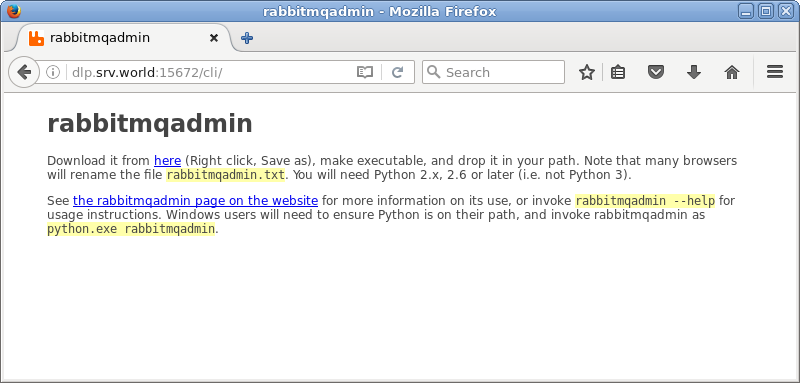 rabbitmqadmin - Mozilla Firefox
rabbitmqadmin
dlp.srv.world:15672/cli/
Search
rabbitmqadmin
Download it from here (Right click, Save as), make executable, and drop it in your path. Note that many browsers
will rename the file rabbitmqadmin.txt. You will need Python 2.x, 2.6 or later (i.e. not Python 3).
See the rabbitmqadmin page on the website for more information on its use, or invoke rabbitmqadmin --help for
usage instructions. Windows users will need to ensure Python is on their path, and invoke rabbitmqadmin as
python.exe rabbitmqadmin.